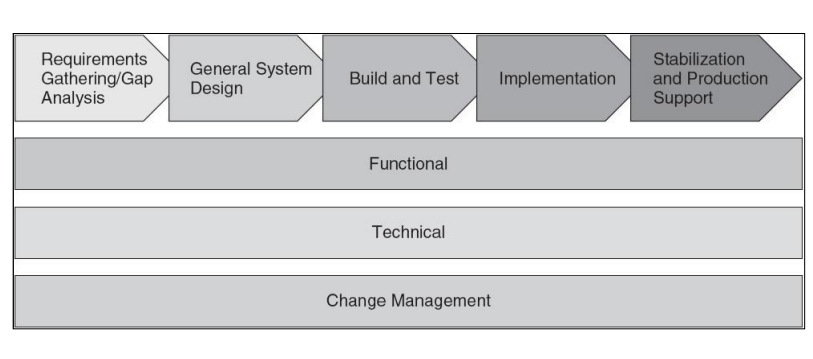 Requirements
Gathering/Gap
Analysis
General System
Design
Build and Test
Implementation
Stabilization
and Production
Support
Functional
Technical
Change Management